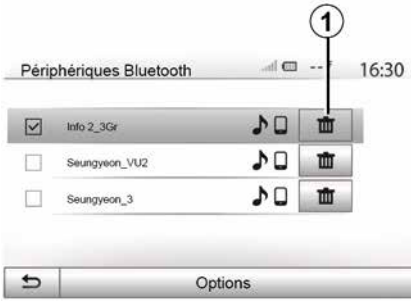 1
Périphériques Bluetooth
16:30
Info 2_3Gr
Seungyeon_VU2
Seungyeon_3
Options